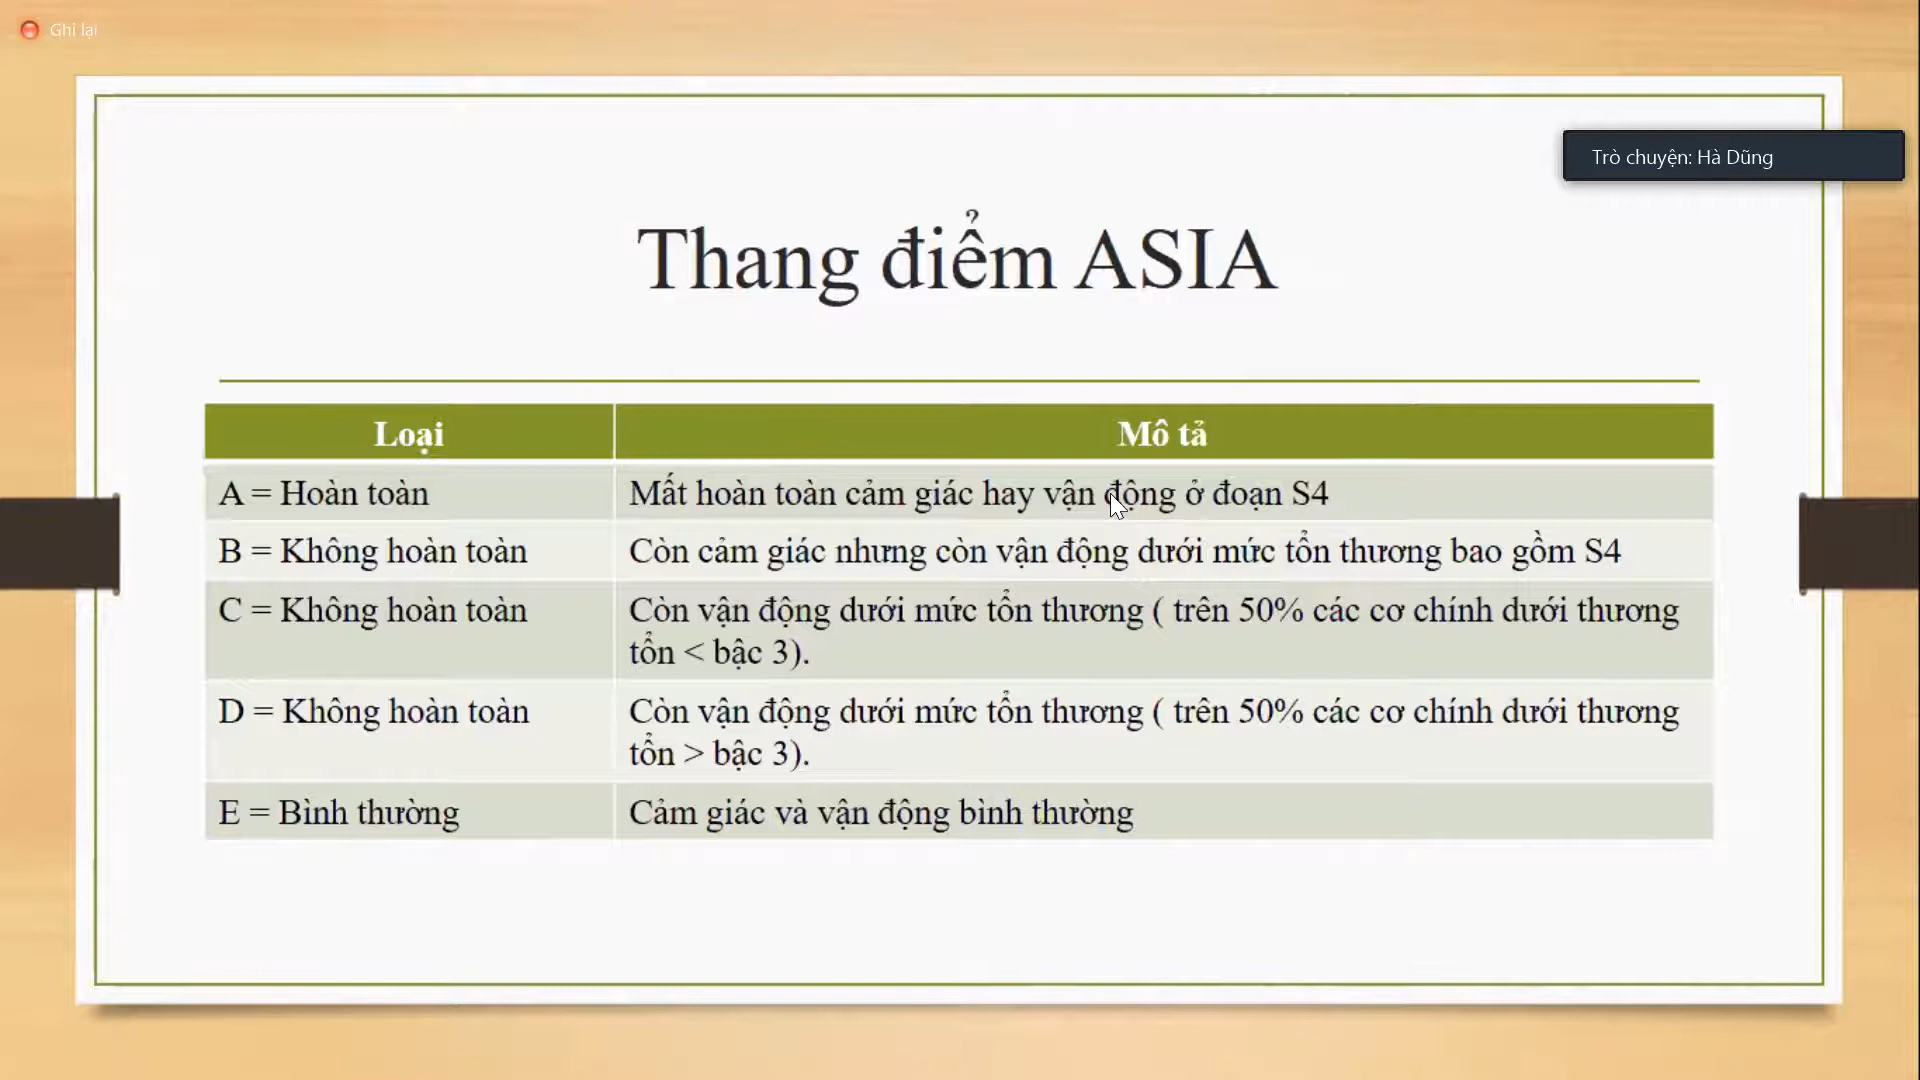 Ghi lại
Trò chuyện: Hà Dũng
Thang điểm ASIA
Loại
Mô tả
A = Hoàn toàn
Mất hoàn toàn cảm giác hay vận động ở đoạn S4
B = Không hoàn toàn
Còn cảm giác nhưng còn vận động dưới mức tổn thương bao gồm S4
C = Không hoàn toàn
Còn vận động dưới mức tổn thương ( trên 50% các cơ chính dưới thương
tổn < bậc 3).
D = Không hoàn toàn
Còn vận động dưới mức tổn thương ( trên 50% các cơ chính dưới thương
tổn > bậc 3).
E = Bình thường
Cảm giác và vận động bình thường